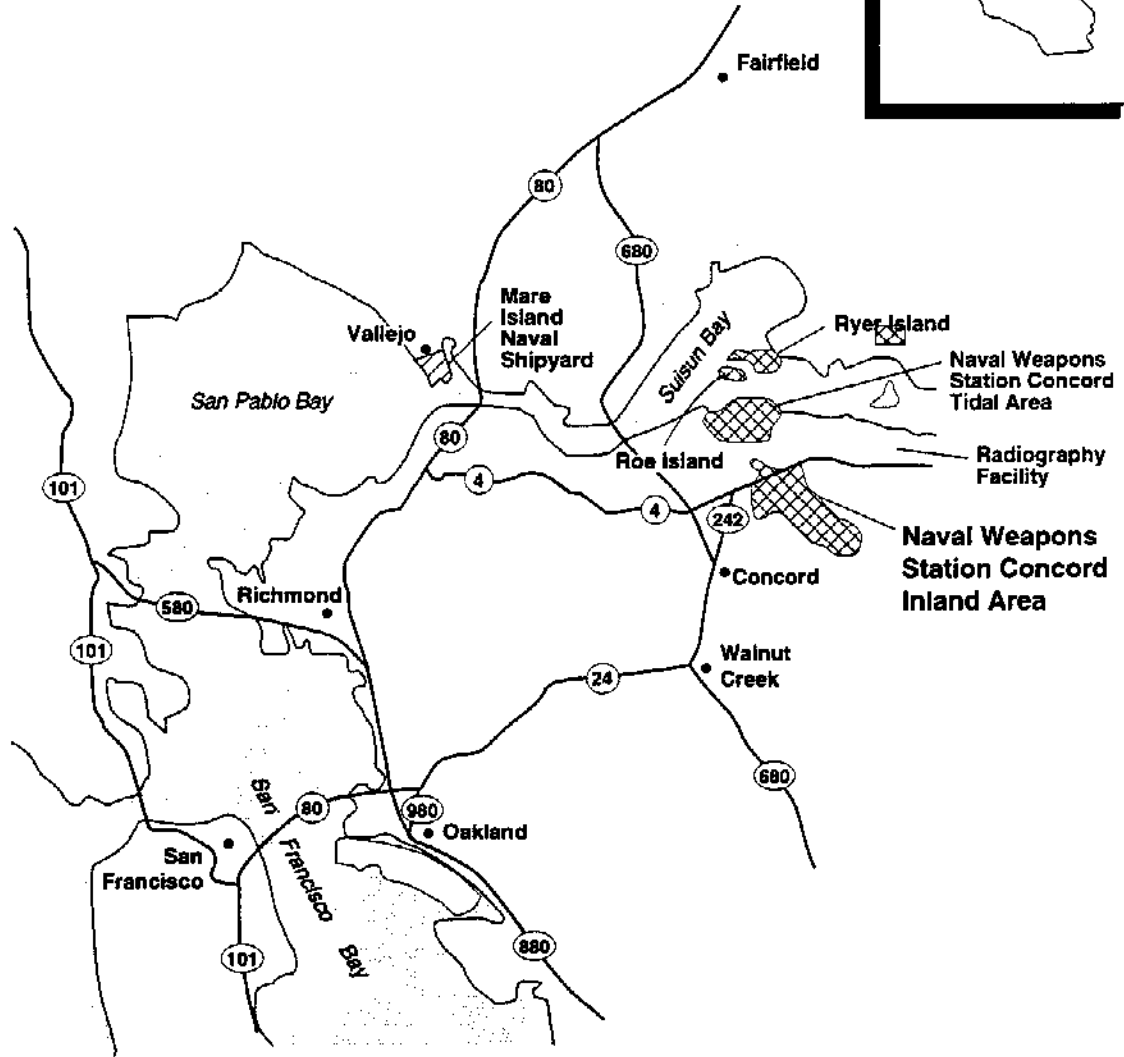 Fairfield
80
680
Mare
Island
Naval
Shipyard
Vallejo
Suisun Bay
Ryer Island
Naval Weapons
Station Concord
Tidal Area
San Pablo Bay
80
Roe Island
Radiography
Facility
101
4
4
242
Naval Weapons
Station Concord
Inland Area
Concord
Richmond
580
101
Walnut
Creek
24
680
San
Francisco
Bay
80
980
Oakland
San
Francisco
101
880